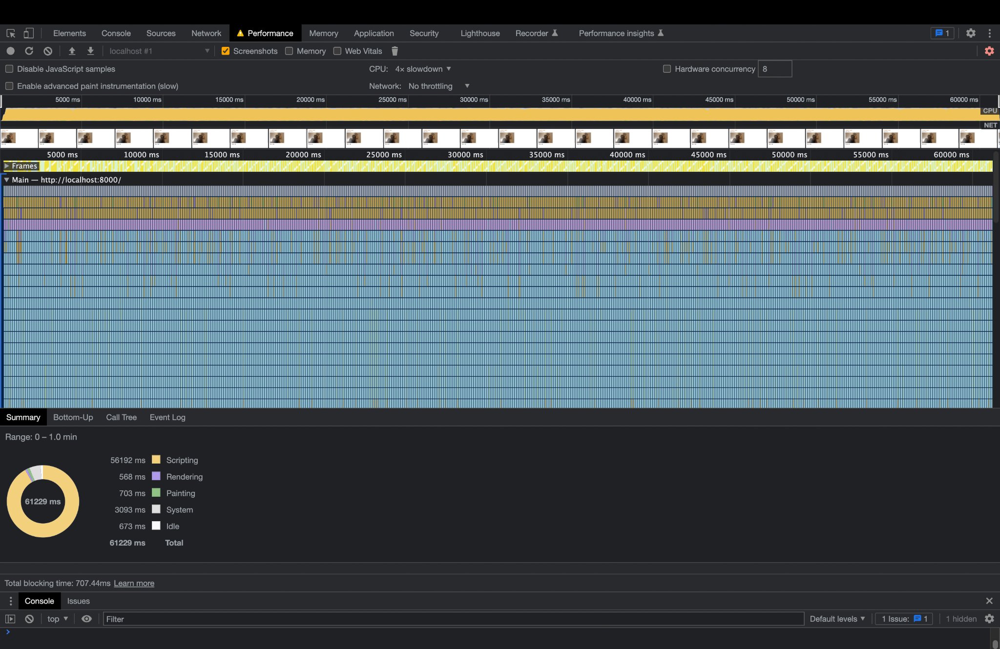 Elements Console Sources Network Performance Memory Application Security Lighthouse Recorder Performance insights 1
localhost #1 Screenshots Memory Web Vitals
Disable JavaScript samples CPU: 4× slowdown Hardware concurrency 8
Enable advanced paint instrumentation (slow) Network: No throttling
5000 ms 10000 ms 15000 ms 20000 ms 25000 ms 30000 ms 35000 ms 40000 ms 45000 ms 50000 ms 55000 ms 60000 ms
CPU
NET
5000 ms 10000 ms 15000 ms 20000 ms 25000 ms 30000 ms 35000 ms 40000 ms 45000 ms 50000 ms 55000 ms 60000 ms
Frames
Main — http://localhost:8000/
Summary Bottom-Up Call Tree Event Log
Range: 0 – 1.0 min
56192 ms Scripting
568 ms Rendering
703 ms Painting
61229 ms
3093 ms System
673 ms Idle
61229 ms Total
Total blocking time: 707.44ms Learn more
Console Issues
top Filter Default levels 1 Issue: 1 1 hidden